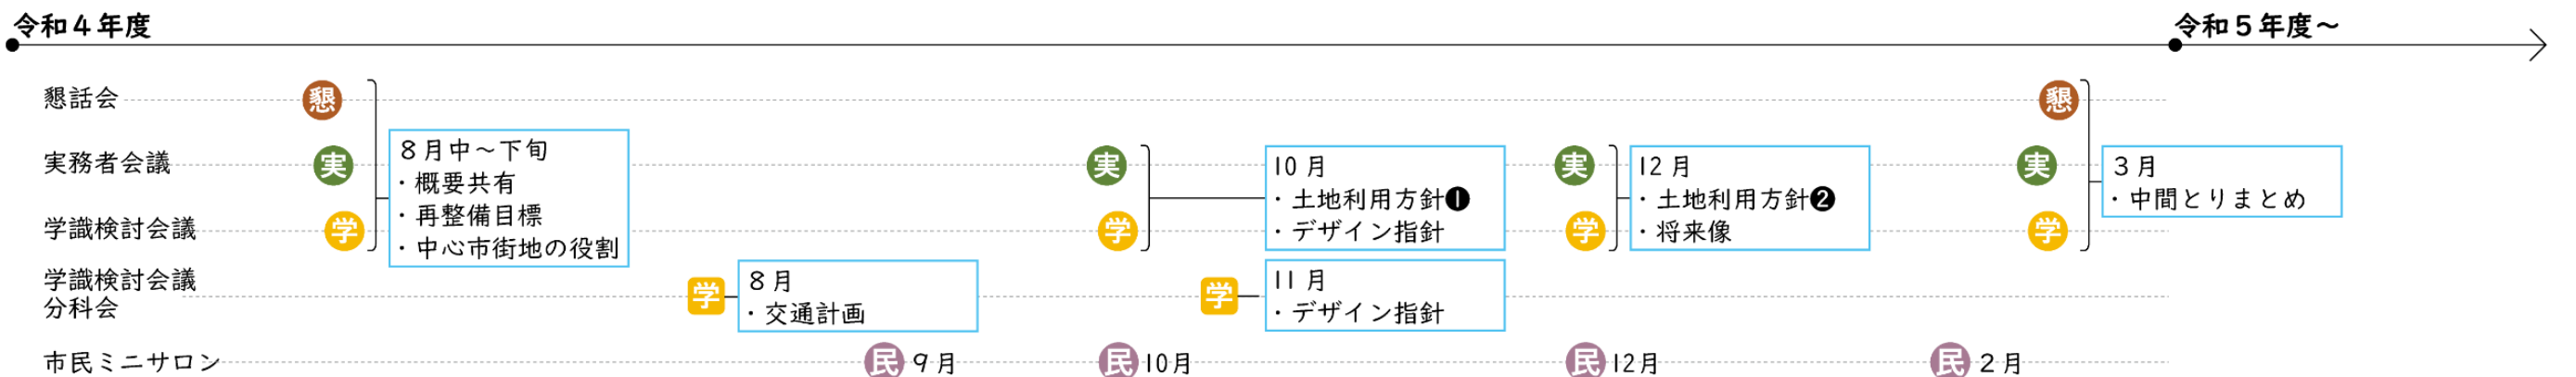 令和４年度
令和５年度～
懇話会
懇
懇
実務者会議
実
８月中～下旬
・概要共有
・再整備目標
・中心市街地の役割
実
10月
・土地利用方針❶
・デザイン指針
実
12月
・土地利用方針❷
・将来像
実
３月
・中間とりまとめ
学識検討会議
学
学
学
学
学識検討会議
分科会
学
８月
・交通計画
学
11月
・デザイン指針
市民ミニサロン
民 ９月
民 10月
民 12月
民 ２月